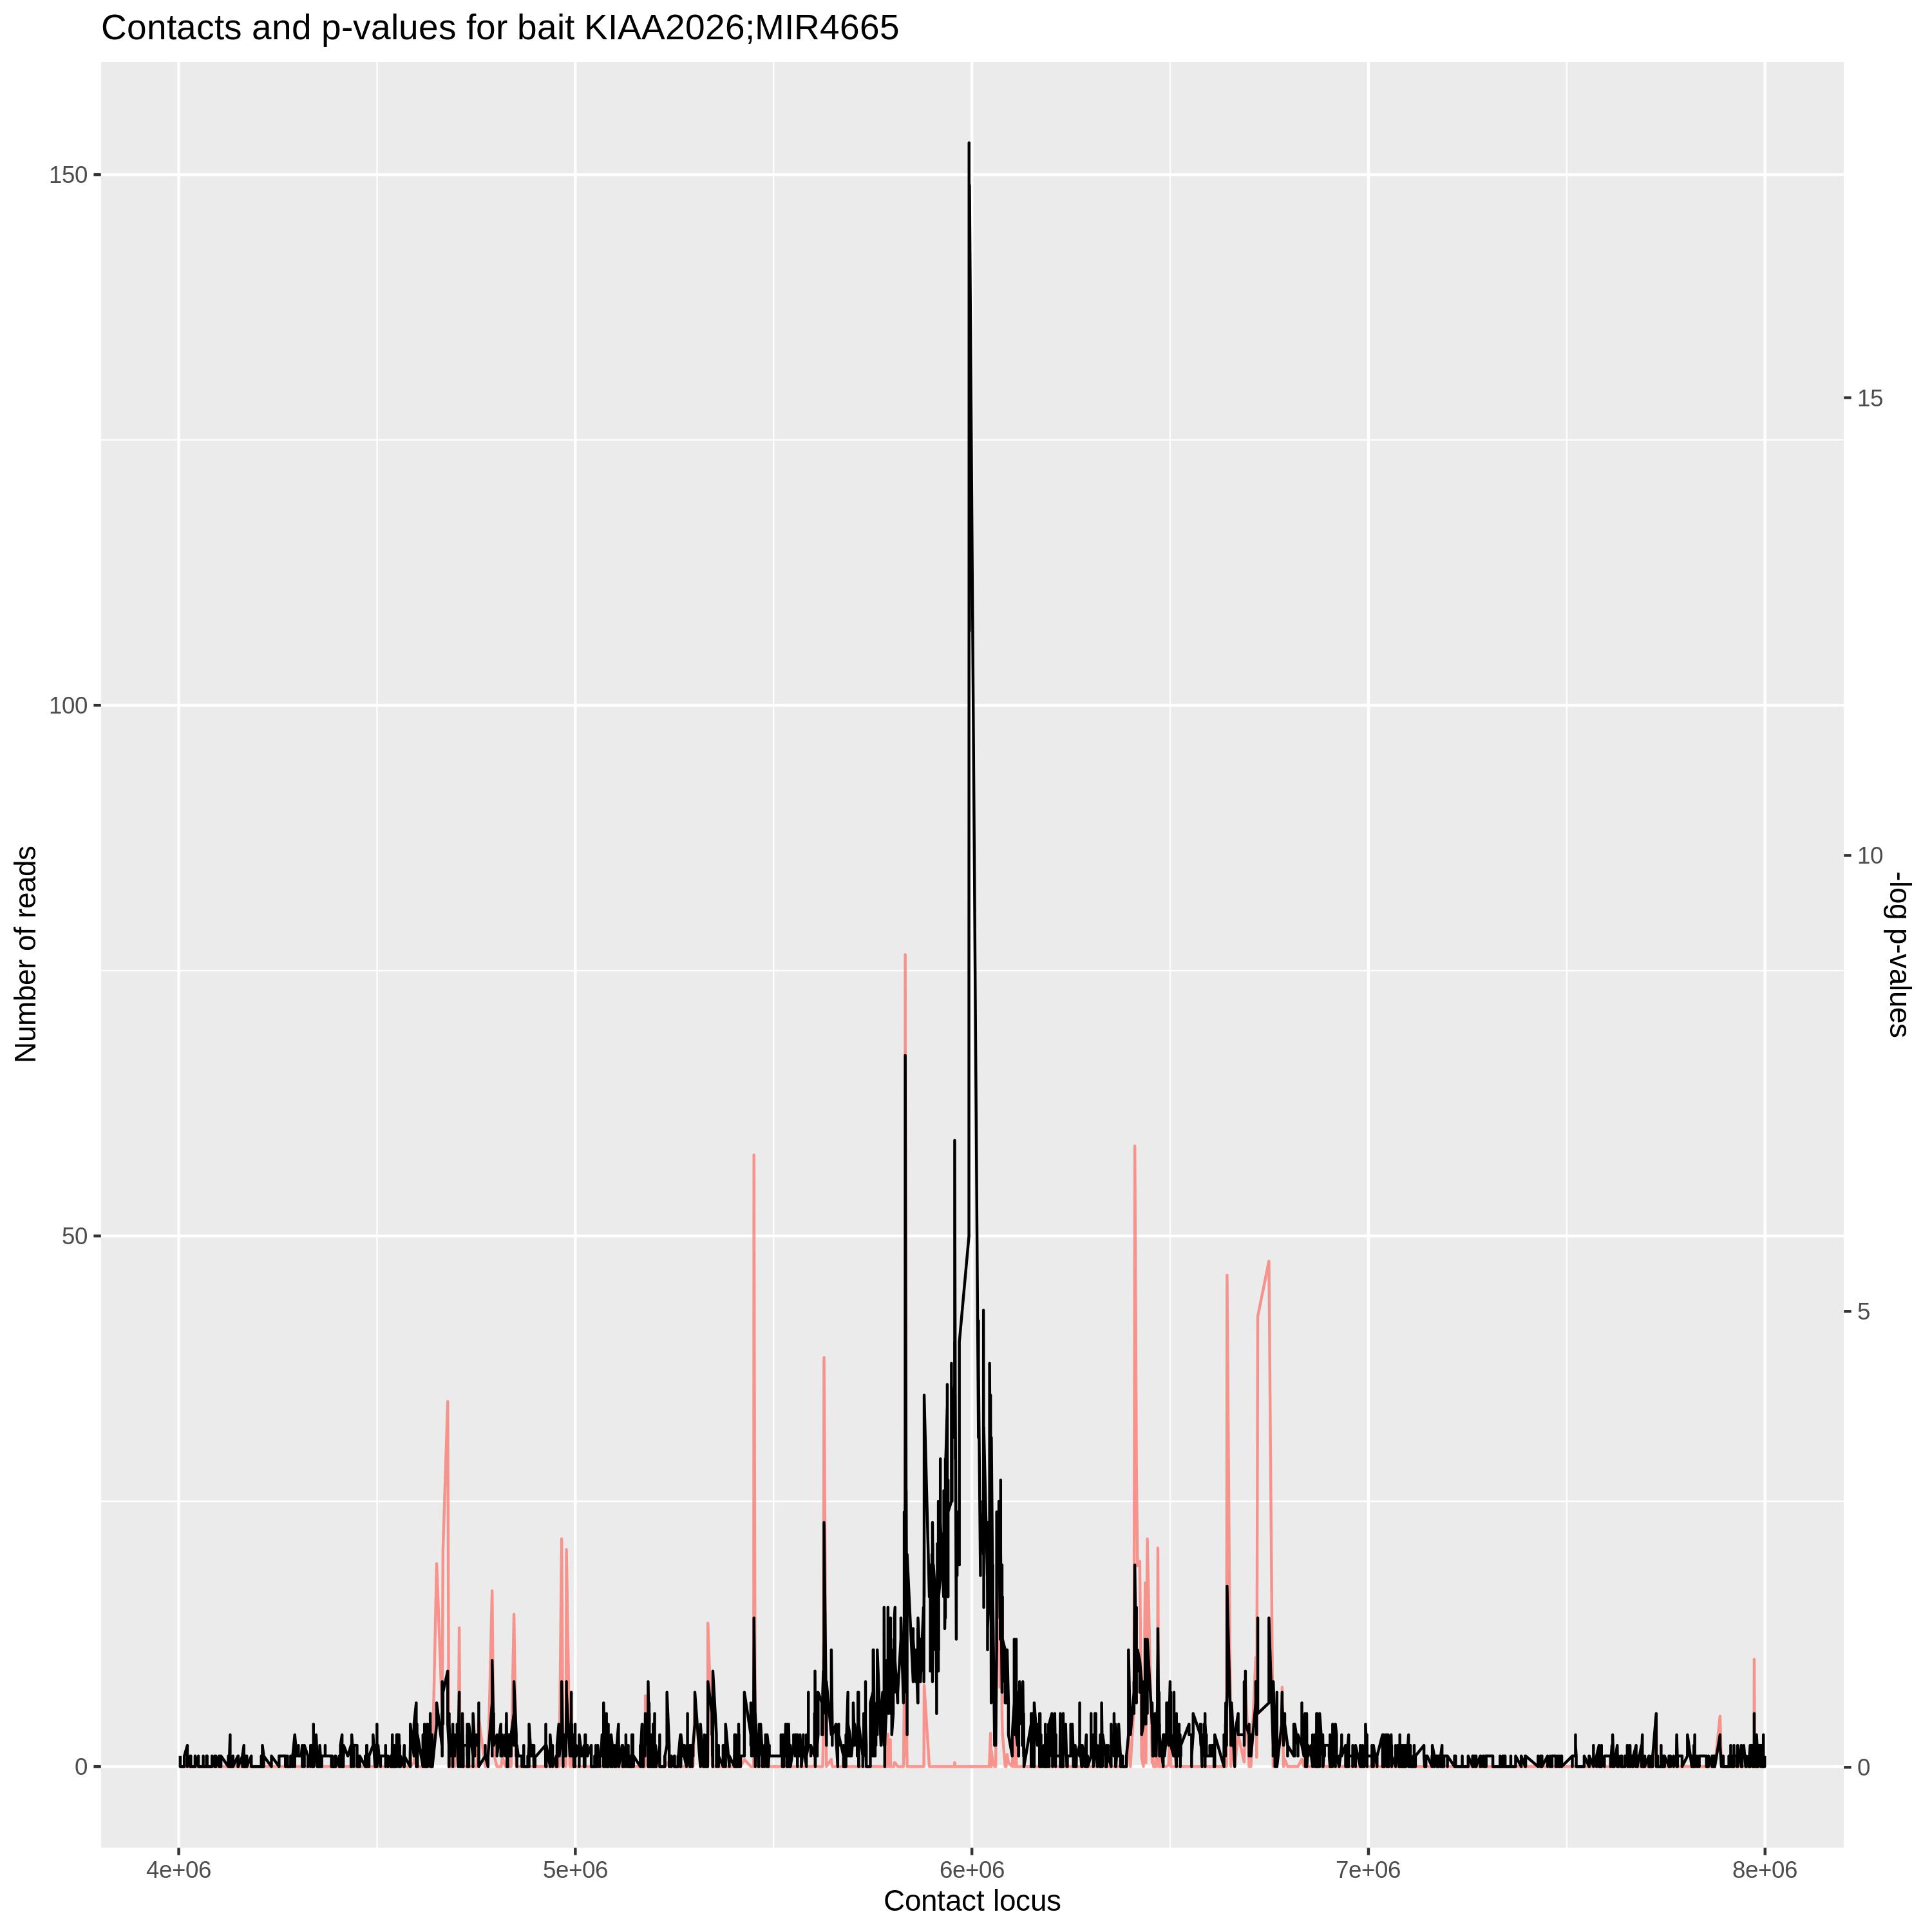 Contacts and p-values for bait KIAA2026;MIR4665
150
100
50
0
Number of reads
15
10
5
0
-log p-values
4e+06
5e+06
6e+06
7e+06
8e+06
Contact locus